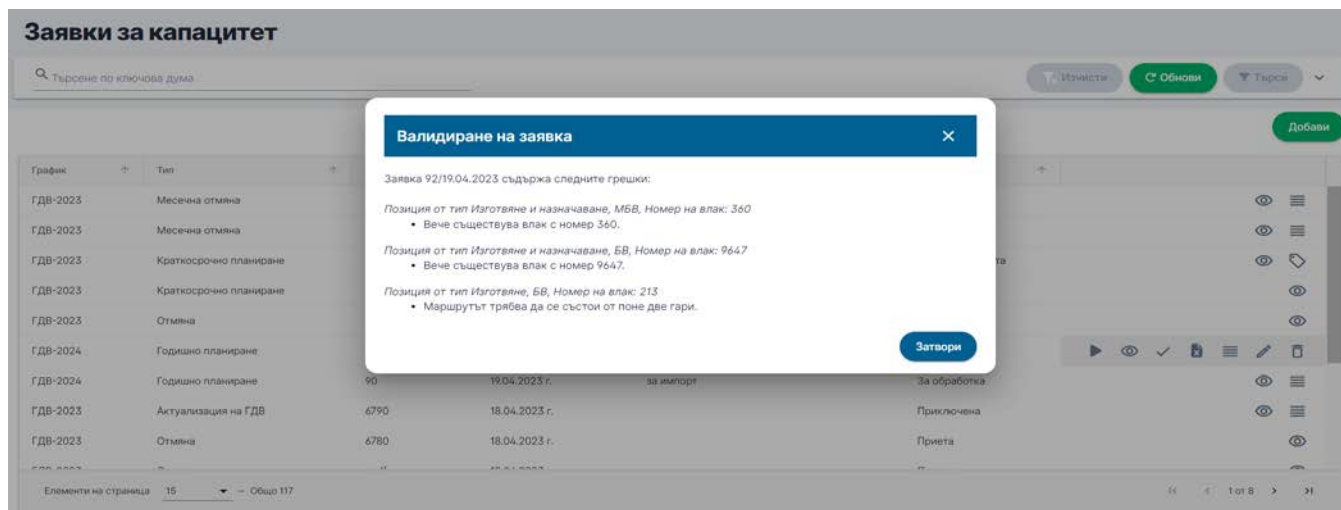 Заявки за капацитет
Търсене по ключова дума
Изчисти
Обнови
Търси
Добави
Валидиране на заявка
Заявка 92/19.04.2023 съдържа следните грешки:
Позиция от тип Изготвяне и назначаване, МБВ, Номер на влак: 360
• Вече съществува влак с номер 360.
Позиция от тип Изготвяне и назначаване, БВ, Номер на влак: 9647
• Вече съществува влак с номер 9647.
Позиция от тип Изготвяне, БВ, Номер на влак: 213
• Маршрутът трябва да се състои от поне две гари.
Затвори
График Тип
ГДВ-2023 Месечна отмяна
ГДВ-2023 Месечна отмяна
ГДВ-2023 Краткосрочно планиране
ГДВ-2023 Краткосрочно планиране
ГДВ-2023 Отмяна
ГДВ-2024 Годишно планиране
ГДВ-2024 Годишно планиране 90 19.04.2023 г. за импорт За обработка
ГДВ-2023 Актуализация на ГДВ 6790 18.04.2023 г. Приключена
ГДВ-2023 Отмяна 6780 18.04.2023 г. Приета
Елементи на страница 15 – Общо 117
1 от 8